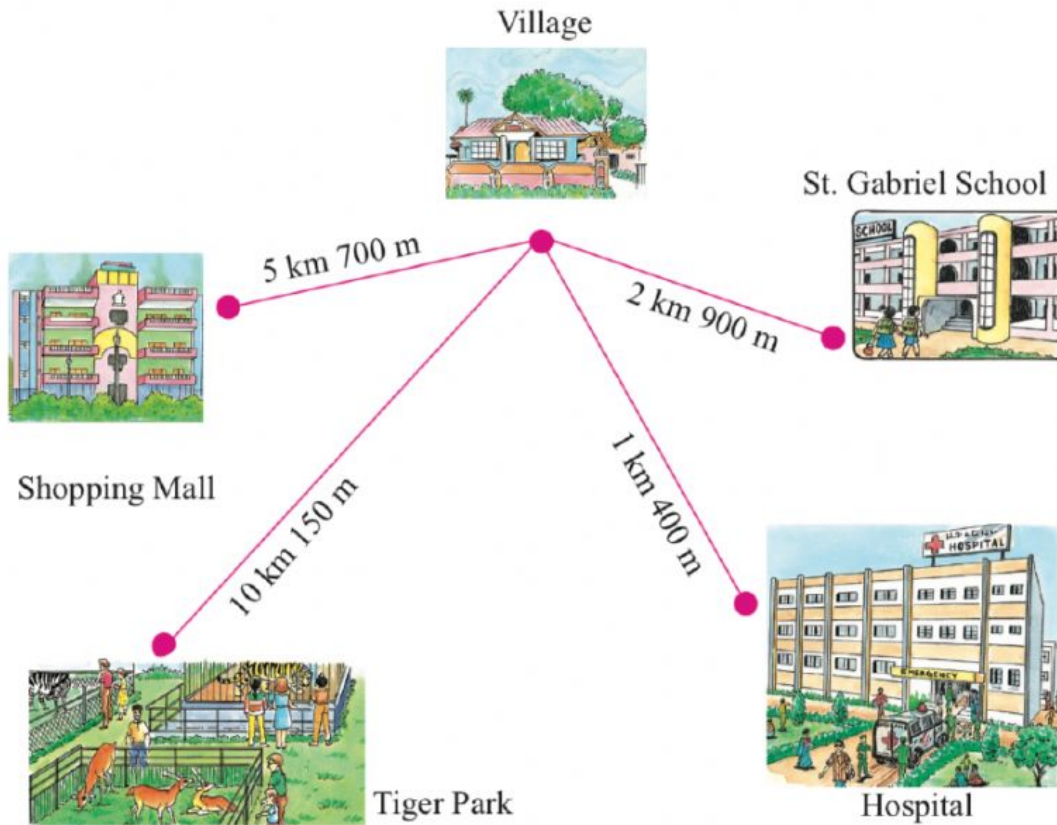 Village
St. Gabriel School
SCHOOL
5 km 700 m
2 km 900 m
Shopping Mall
10 km 150 m
1 km 400 m
HOSPITAL
EMERGENCY
Tiger Park
Hospital